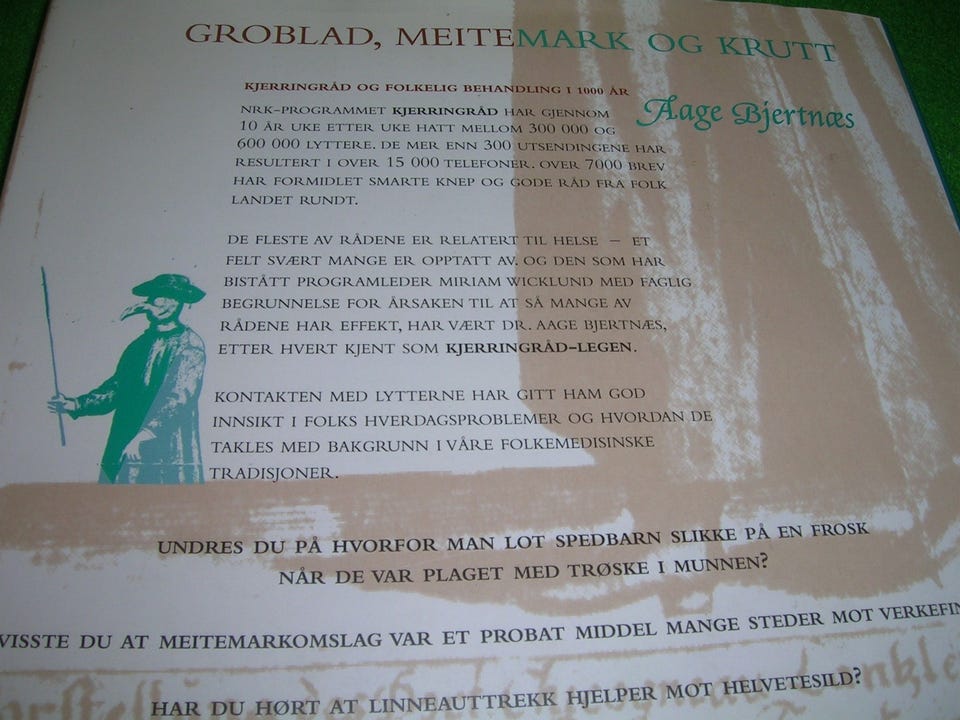 GROBLAD, MEITEMARK OG KRUTT
KJERRINGRÅD OG FOLKELIG BEHANDLING I 1000 ÅR
Aage Bjertnæs
NRK-PROGRAMMET KJERRINGRÅD HAR GJENNOM
10 ÅR UKE ETTER UKE HATT MELLOM 300 000 OG
600 000 LYTTERE. DE MER ENN 300 UTSENDINGENE HAR
RESULTERT I OVER 15 000 TELEFONER. OVER 7000 BREV
HAR FORMIDLET SMARTE KNEP OG GODE RÅD FRA FOLK
LANDET RUNDT.
DE FLESTE AV RÅDENE ER RELATERT TIL HELSE – ET
FELT SVÆRT MANGE ER OPPTATT AV. OG DEN SOM HAR
BISTÅTT PROGRAMLEDER MIRIAM WICKLUND MED FAGLIG
BEGRUNNELSE FOR ÅRSAKEN TIL AT SÅ MANGE AV
RÅDENE HAR EFFEKT, HAR VÆRT DR. AAGE BJERTNÆS,
ETTER HVERT KJENT SOM KJERRINGRÅD-LEGEN.
KONTAKTEN MED LYTTERNE HAR GITT HAM GOD
INNSIKT I FOLKS HVERDAGSPROBLEMER OG HVORDAN DE
TAKLES MED BAKGRUNN I VÅRE FOLKEMEDISINSKE
TRADISJONER.
UNDRES DU PÅ HVORFOR MAN LOT SPEDBARN SLIKKE PÅ EN FROSK
NÅR DE VAR PLAGET MED TRØSKE I MUNNEN?
VISSTE DU AT MEITEMARKOMSLAG VAR ET PROBAT MIDDEL MANGE STEDER MOT VERKEFIN
HAR DU HØRT AT LINNEAUTTREKK HJELPER MOT HELVETESILD?